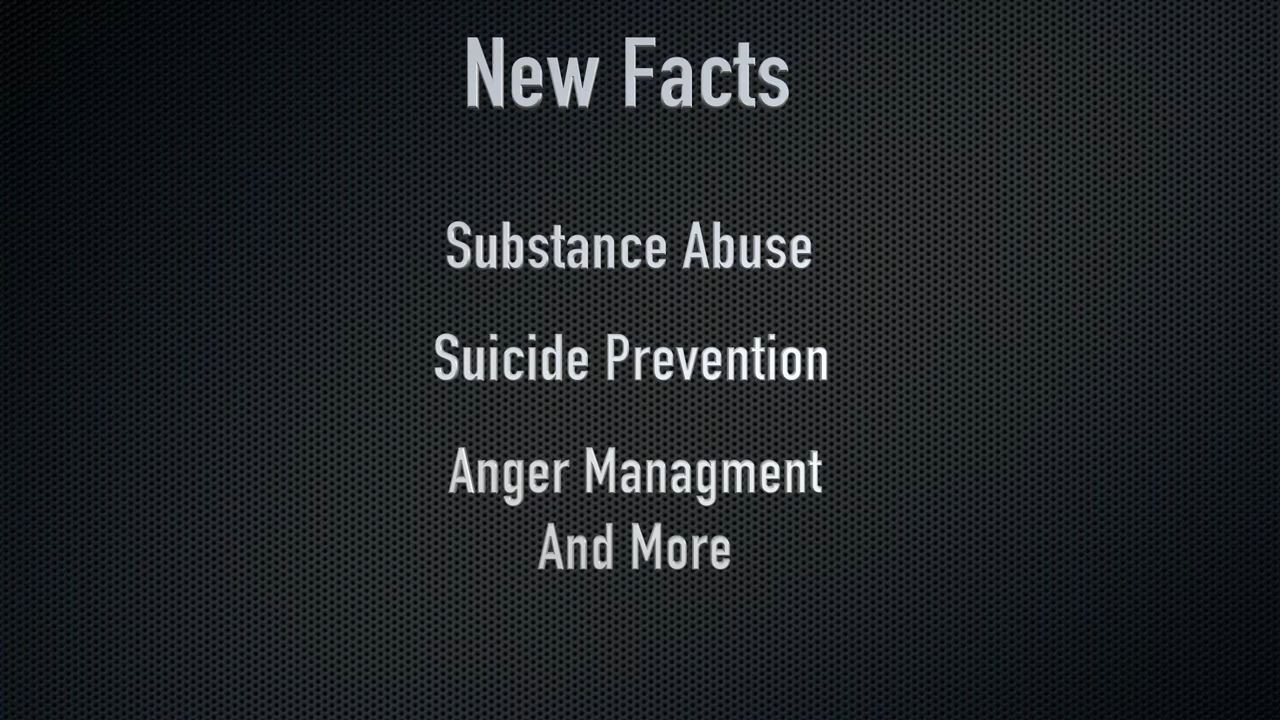 New Facts
Substance Abuse
Suicide Prevention
Anger Managment
And More